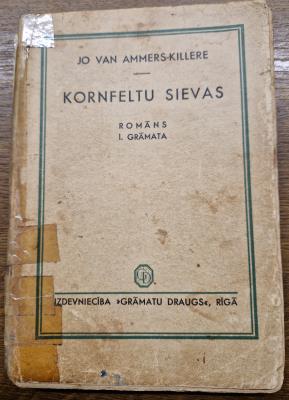 JO VAN AMMERS-KILLERE
KORNFELTU SIEVAS
ROMĀNS
I. GRĀMATA
IZDEVNIECĪBA »GRĀMATU DRAUGS«, RĪGĀ